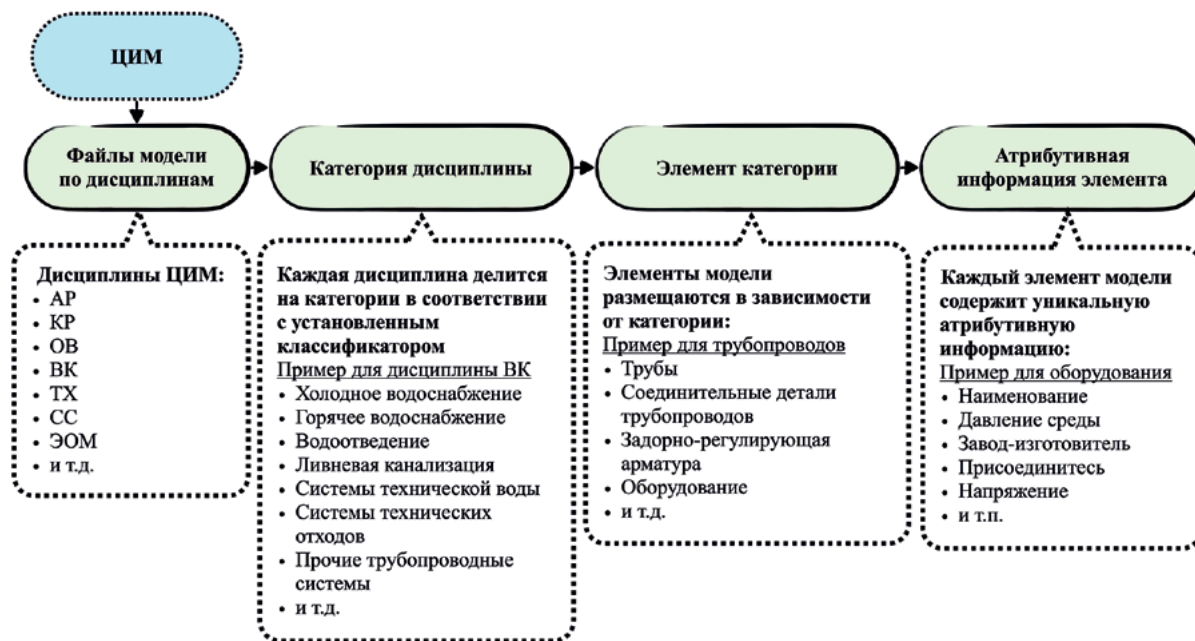 ЦИМ
Файлы модели
по дисциплинам
Категория дисциплины
Элемент категории
Атрибутивная
информация элемента
Дисциплины ЦИМ:
• АР
• КР
• ОВ
• ВК
• ТХ
• СС
• ЭОМ
• и т.д.
Каждая дисциплина делится
на категории в соответствии
с установленным
классификатором
Пример для дисциплины ВК
• Холодное водоснабжение
• Горячее водоснабжение
• Водоотведение
• Ливневая канализация
• Системы технической воды
• Системы технических
отходов
• Прочие трубопроводные
системы
• и т.д.
Элементы модели
размещаются в зависимости
от категории:
Пример для трубопроводов
• Трубы
• Соединительные детали
трубопроводов
• Задорно-регулирующая
арматура
• Оборудование
• и т.д.
Каждый элемент модели
содержит уникальную
атрибутивную
информацию:
Пример для оборудования
• Наименование
• Давление среды
• Завод-изготовитель
• Присоединитесь
• Напряжение
• и т.п.